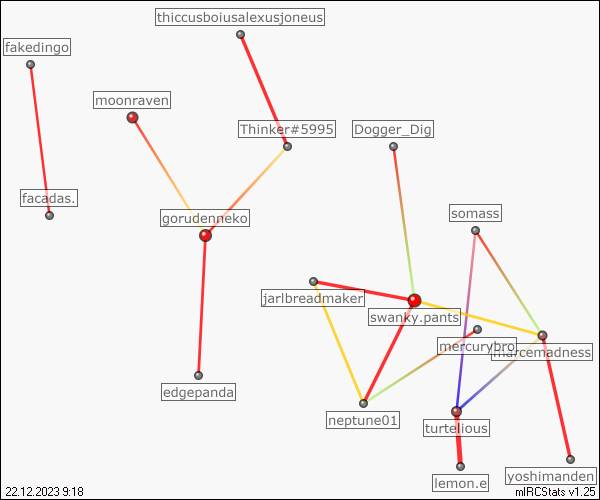 thiccusboiusalexusjoneus
fakedingo
moonraven
Thinker#5995
Dogger_Dig
facadas.
gorudenneko
somass
jarlbreadmaker
swanky.pants
mercurybro
marcemadness
edgepanda
neptune01
turtelious
lemon.e
yoshimanden
22.12.2023 9:18
mIRCStats v1.25